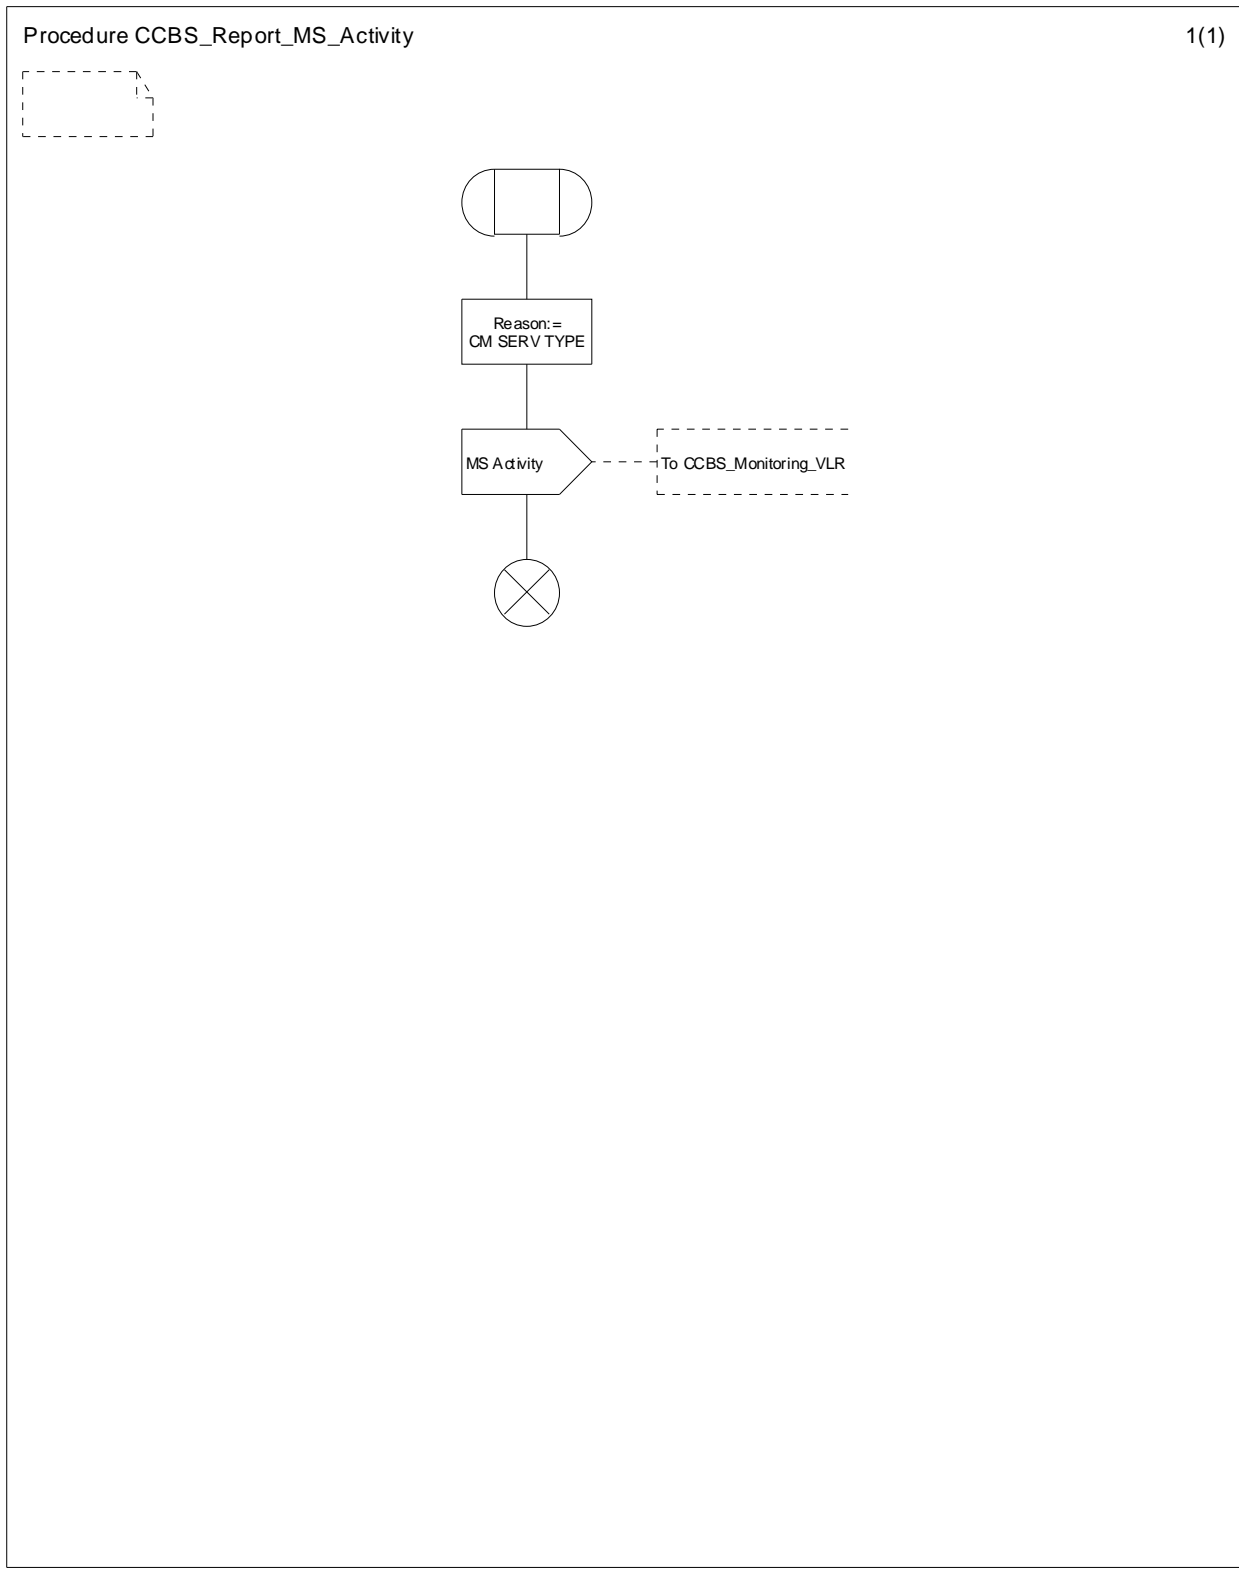 Procedure CCBS_Report_MS_Activity
1(1)
Reason:=
CM SERV TYPE
MS Activity
To CCBS_Monitoring_VLR